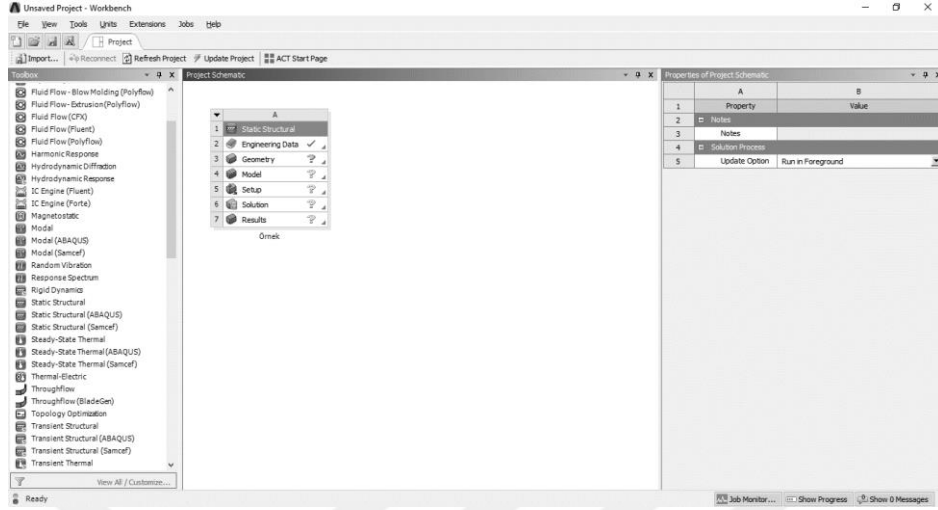 Unsaved Project - Workbench
File View Tools Units Extensions Jobs Help
Project
Import... Reconnect Refresh Project Update Project ACT Start Page
Toolbox
Fluid Flow - Blow Molding (Polyflow)
Fluid Flow - Extrusion (Polyflow)
Fluid Flow (CFX)
Fluid Flow (Fluent)
Fluid Flow (Polyflow)
Harmonic Response
Hydrodynamic Diffraction
Hydrodynamic Response
IC Engine (Fluent)
IC Engine (Forte)
Magnetostatic
Modal
Modal (ABAQUS)
Modal (Samcef)
Random Vibration
Response Spectrum
Rigid Dynamics
Static Structural
Static Structural (ABAQUS)
Static Structural (Samcef)
Steady-State Thermal
Steady-State Thermal (ABAQUS)
Steady-State Thermal (Samcef)
Thermal-Electric
Throughflow
Throughflow (BladeGen)
Topology Optimization
Transient Structural
Transient Structural (ABAQUS)
Transient Structural (Samcef)
Transient Thermal
View All / Customize...
Project Schematic
A
1 Static Structural
2 Engineering Data
3 Geometry
4 Model
5 Setup
6 Solution
7 Results
Örnek
Properties of Project Schematic
A B
1 Property Value
2 Notes
3 Notes
4 Solution Process
5 Update Option Run in Foreground
Ready
Job Monitor... Show Progress Show 0 Messages